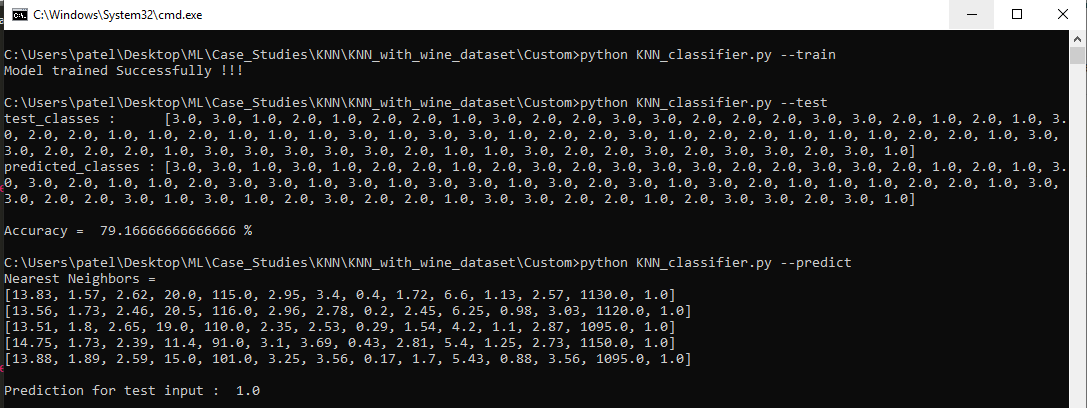 C:\Windows\System32\cmd.exe
C:\Users\patel\Desktop\ML\Case_Studies\KNN\KNN_with_wine_dataset\Custom>python KNN_classifier.py --train
Model trained Successfully !!!
C:\Users\patel\Desktop\ML\Case_Studies\KNN\KNN_with_wine_dataset\Custom>python KNN_classifier.py --test
test_classes :      [3.0, 3.0, 1.0, 2.0, 1.0, 2.0, 2.0, 1.0, 3.0, 2.0, 2.0, 3.0, 3.0, 2.0, 2.0, 2.0, 3.0, 3.0, 2.0, 1.0, 2.0, 1.0, 3.
0, 2.0, 2.0, 1.0, 1.0, 2.0, 1.0, 1.0, 1.0, 3.0, 1.0, 3.0, 3.0, 1.0, 2.0, 2.0, 3.0, 1.0, 2.0, 2.0, 1.0, 1.0, 1.0, 2.0, 2.0, 1.0, 3.0,
3.0, 2.0, 2.0, 2.0, 1.0, 3.0, 3.0, 3.0, 3.0, 3.0, 2.0, 1.0, 1.0, 3.0, 2.0, 2.0, 3.0, 2.0, 3.0, 3.0, 2.0, 3.0, 1.0]
predicted_classes : [3.0, 3.0, 1.0, 3.0, 1.0, 2.0, 2.0, 1.0, 2.0, 3.0, 2.0, 3.0, 3.0, 3.0, 2.0, 2.0, 3.0, 3.0, 2.0, 1.0, 2.0, 1.0, 3.
0, 3.0, 2.0, 1.0, 1.0, 2.0, 3.0, 3.0, 1.0, 3.0, 1.0, 3.0, 3.0, 1.0, 3.0, 2.0, 3.0, 1.0, 3.0, 2.0, 1.0, 1.0, 1.0, 2.0, 2.0, 1.0, 3.0,
3.0, 2.0, 2.0, 3.0, 1.0, 3.0, 1.0, 2.0, 3.0, 2.0, 2.0, 1.0, 3.0, 3.0, 2.0, 2.0, 1.0, 2.0, 3.0, 3.0, 2.0, 3.0, 1.0]
Accuracy =  79.16666666666666 %
C:\Users\patel\Desktop\ML\Case_Studies\KNN\KNN_with_wine_dataset\Custom>python KNN_classifier.py --predict
Nearest Neighbors =
[13.83, 1.57, 2.62, 20.0, 115.0, 2.95, 3.4, 0.4, 1.72, 6.6, 1.13, 2.57, 1130.0, 1.0]
[13.56, 1.73, 2.46, 20.5, 116.0, 2.96, 2.78, 0.2, 2.45, 6.25, 0.98, 3.03, 1120.0, 1.0]
[13.51, 1.8, 2.65, 19.0, 110.0, 2.35, 2.53, 0.29, 1.54, 4.2, 1.1, 2.87, 1095.0, 1.0]
[14.75, 1.73, 2.39, 11.4, 91.0, 3.1, 3.69, 0.43, 2.81, 5.4, 1.25, 2.73, 1150.0, 1.0]
[13.88, 1.89, 2.59, 15.0, 101.0, 3.25, 3.56, 0.17, 1.7, 5.43, 0.88, 3.56, 1095.0, 1.0]
Prediction for test input :  1.0